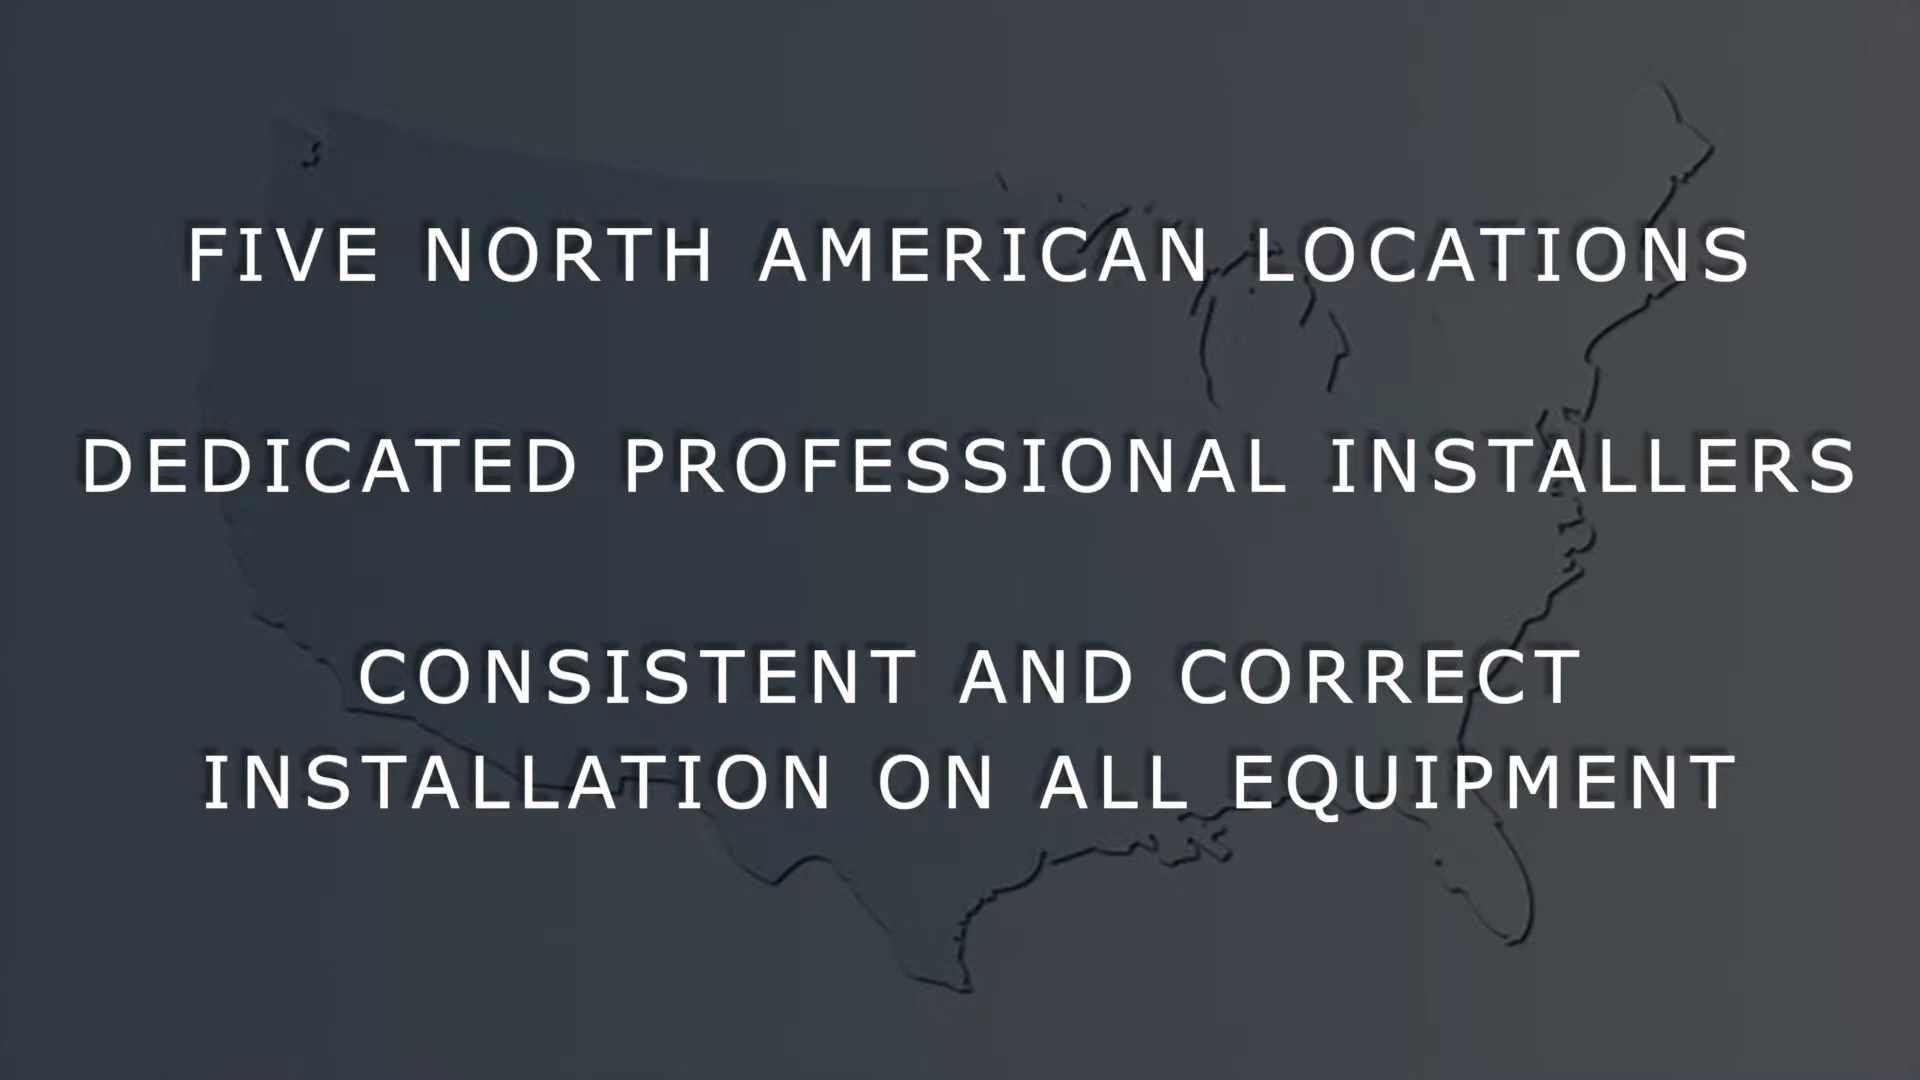 FIVE NORTH AMERICAN LOCATIONS
DEDICATED PROFESSIONAL INSTALLERS
CONSISTENT AND CORRECT
INSTALLATION ON ALL EQUIPMENT